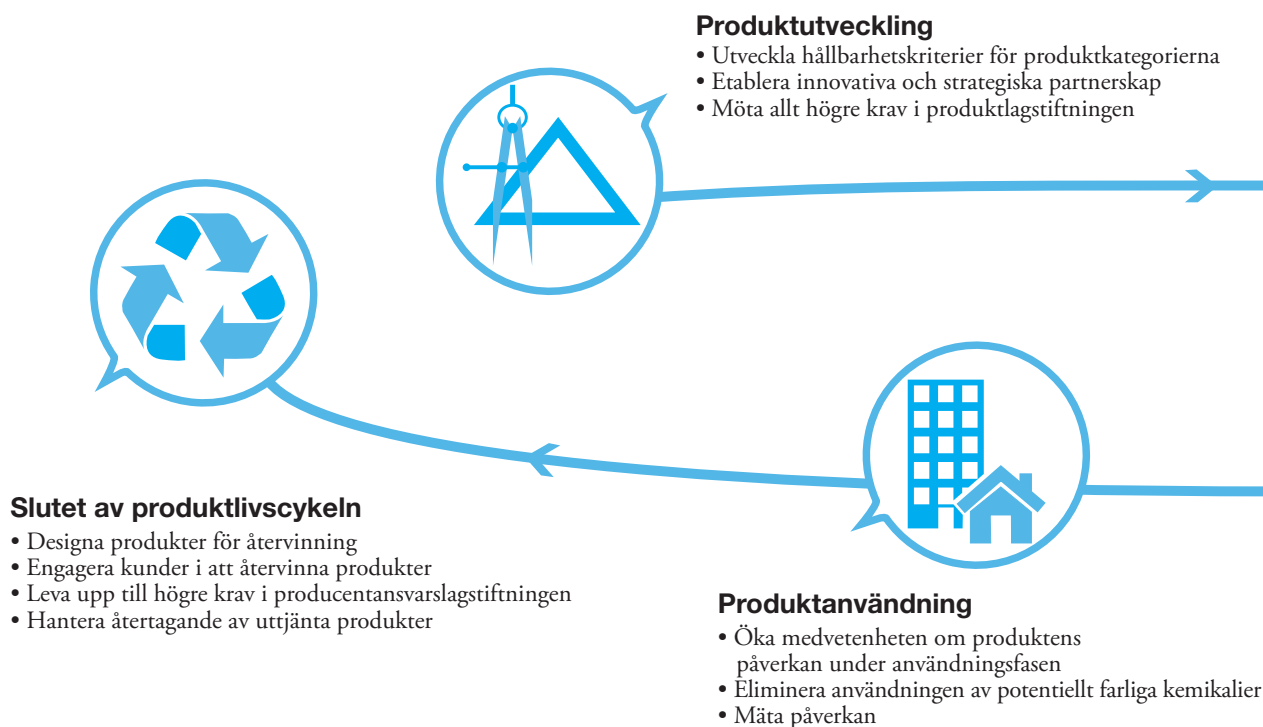 Produktutveckling
• Utveckla hållbarhetskriterier för produktkategorierna
• Etablera innovativa och strategiska partnerskap
• Möta allt högre krav i produktlagstiftningen
Slutet av produktlivscykeln
• Designa produkter för återvinning
• Engagera kunder i att återvinna produkter
• Leva upp till högre krav i producentansvarslagstiftningen
• Hantera återtagande av uttjänta produkter
Produktanvändning
• Öka medvetenheten om produktens
påverkan under användningsfasen
• Eliminera användningen av potentiellt farliga kemikalier
• Mäta påverkan